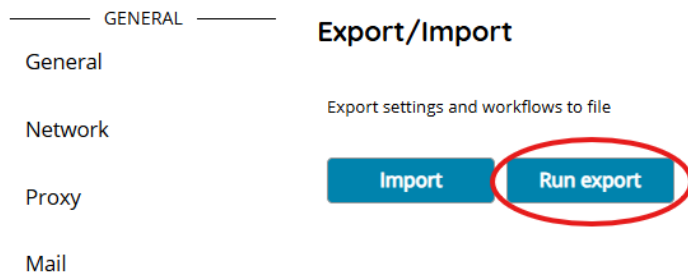 GENERAL
General
Network
Proxy
Mail
Export/Import
Export settings and workflows to file
Import
Run export